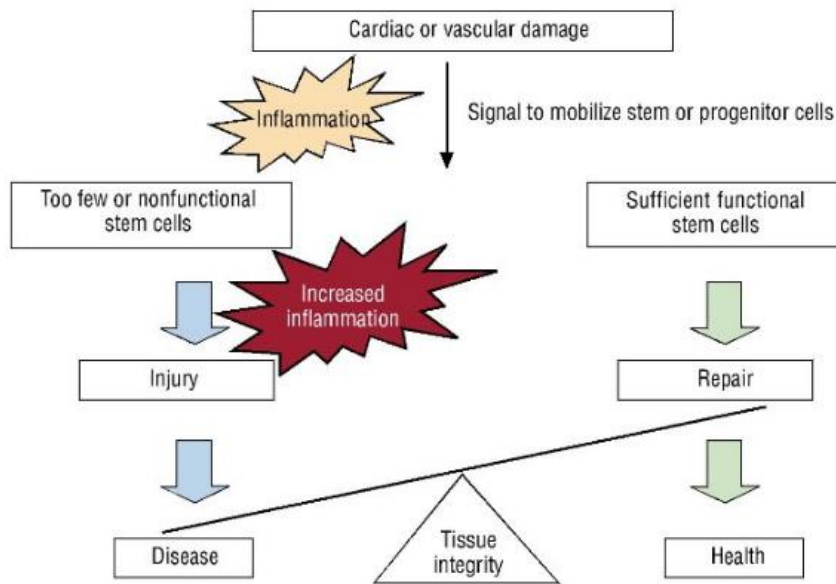 Cardiac or vascular damage
Inflammation
Signal to mobilize stem or progenitor cells
Too few or nonfunctional
stem cells
Sufficient functional
stem cells
Increased
inflammation
Injury
Repair
Disease
Tissue
integrity
Health